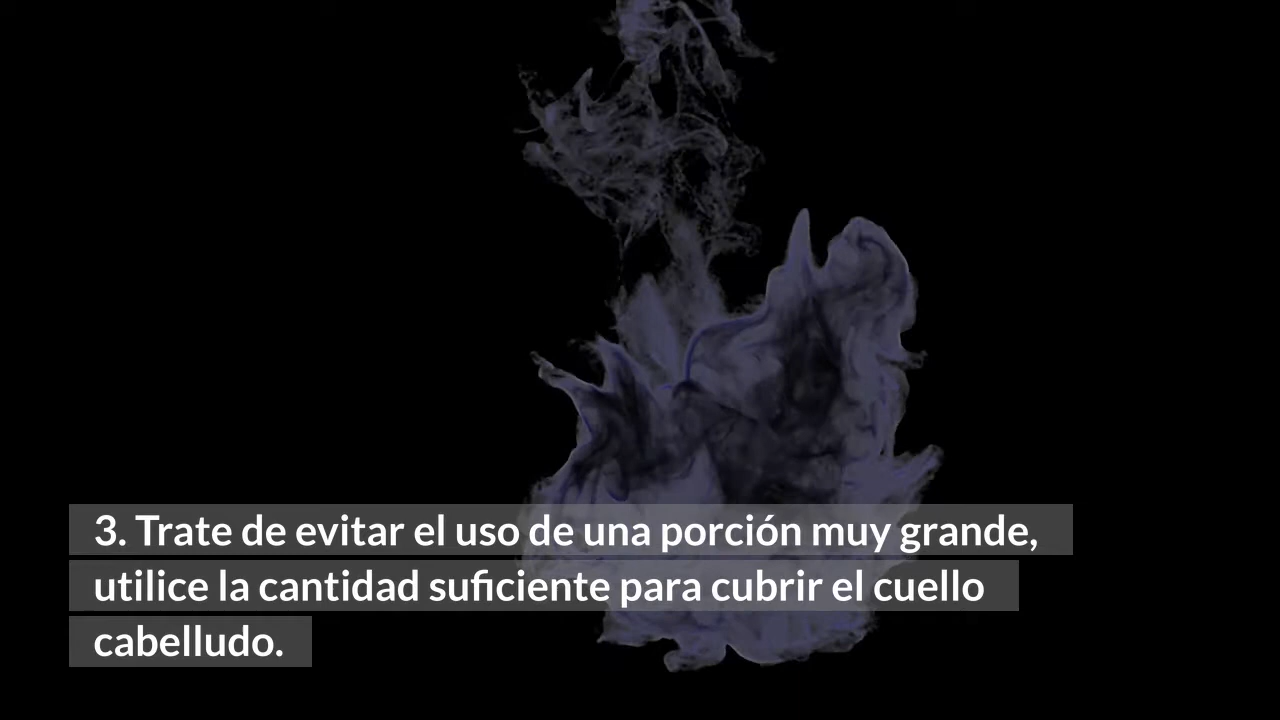 3. Trate de evitar el uso de una porción muy grande,
utilice la cantidad suficiente para cubrir el cuello
cabelludo.